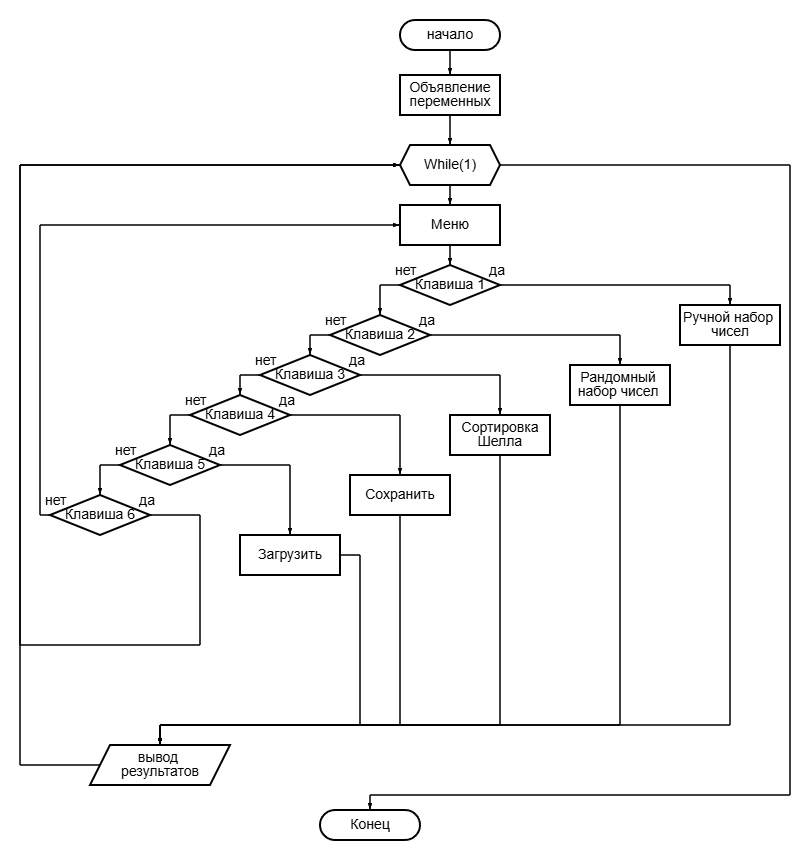 начало
Объявление
переменных
While(1)
Меню
нет
да
Клавиша 1
Ручной набор
чисел
нет
да
Клавиша 2
нет
да
Клавиша 3
Рандомный
набор чисел
нет
да
Клавиша 4
Сортировка
Шелла
нет
да
Клавиша 5
Сохранить
нет
да
Клавиша 6
Загрузить
вывод
результатов
Конец